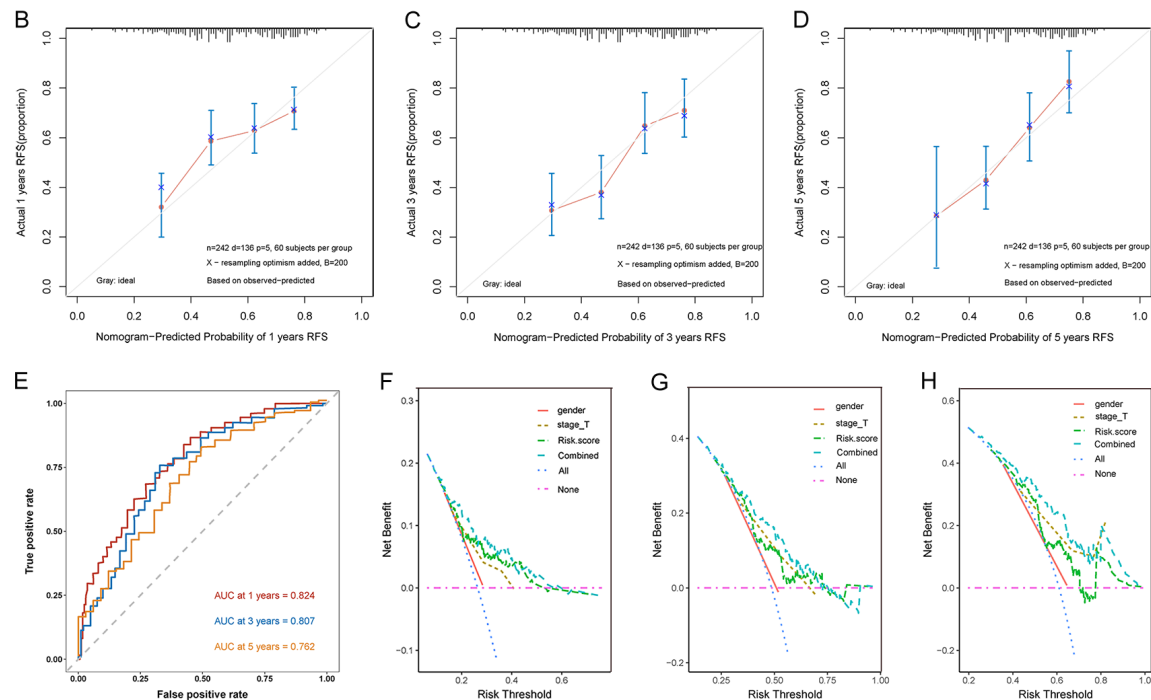 B
Actual 1 years RFS(proportion)
1.0
0.8
0.6
0.4
0.2
0.0
n=242 d=136 p=5, 60 subjects per group
X − resampling optimism added, B=200
Gray: ideal
Based on observed−predicted
0.0 0.2 0.4 0.6 0.8 1.0
Nomogram−Predicted Probability of 1 years RFS
C
Actual 3 years RFS(proportion)
1.0
0.8
0.6
0.4
0.2
0.0
n=242 d=136 p=5, 60 subjects per group
X − resampling optimism added, B=200
Gray: ideal
Based on observed−predicted
0.0 0.2 0.4 0.6 0.8 1.0
Nomogram−Predicted Probability of 3 years RFS
D
Actual 5 years RFS(proportion)
1.0
0.8
0.6
0.4
0.2
0.0
n=242 d=136 p=5, 60 subjects per group
X − resampling optimism added, B=200
Gray: ideal
Based on observed−predicted
0.0 0.2 0.4 0.6 0.8 1.0
Nomogram−Predicted Probability of 5 years RFS
E
True positive rate
1.00
0.75
0.50
0.25
0.00
AUC at 1 years = 0.824
AUC at 3 years = 0.807
AUC at 5 years = 0.762
0.00 0.25 0.50 0.75 1.00
False positive rate
F
Net Benefit
0.3
0.2
0.1
0.0
−0.1
gender
stage_T
Risk.score
Combined
All
None
0.2 0.4 0.6
Risk Threshold
G
Net Benefit
0.4
0.2
0.0
−0.2
gender
stage_T
Risk.score
Combined
All
None
0.25 0.50 0.75 1.00
Risk Threshold
H
Net Benefit
0.6
0.4
0.2
0.0
−0.2
gender
stage_T
Risk.score
Combined
All
None
0.2 0.4 0.6 0.8 1.0
Risk Threshold